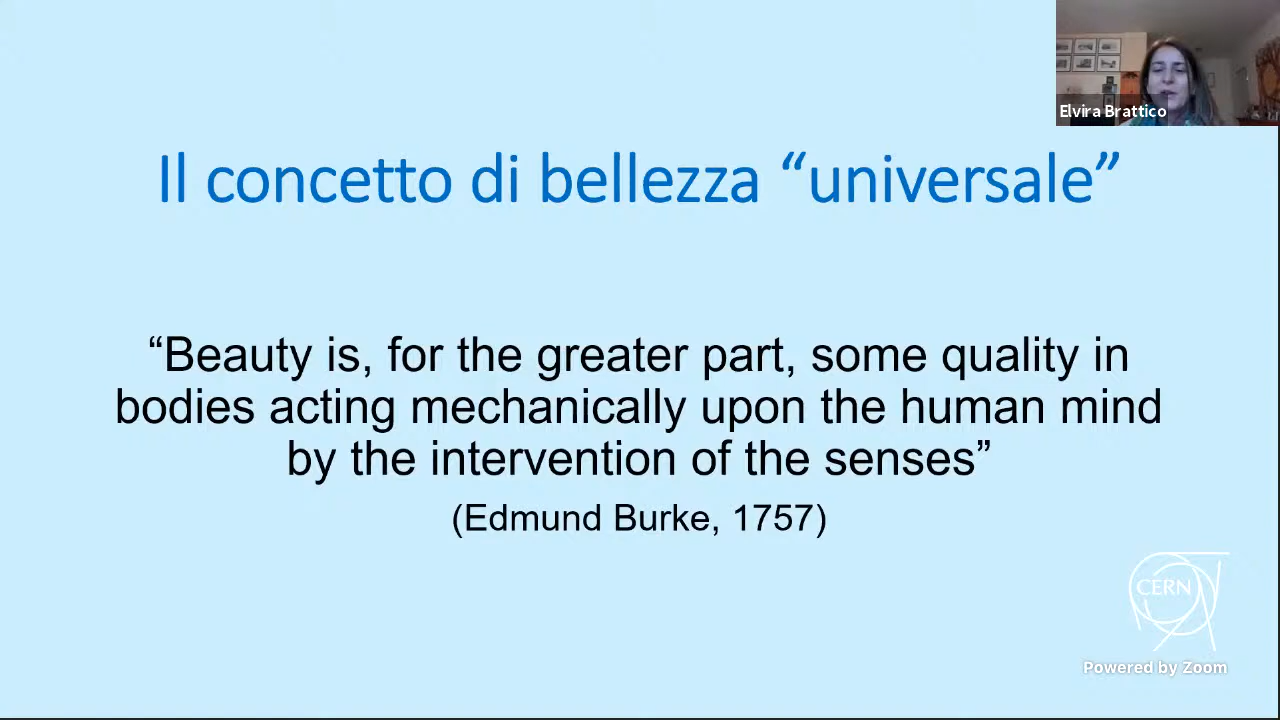 Elvira Brattico
Il concetto di bellezza “universale”
“Beauty is, for the greater part, some quality in
bodies acting mechanically upon the human mind
by the intervention of the senses”
(Edmund Burke, 1757)
CERN
Powered by Zoom